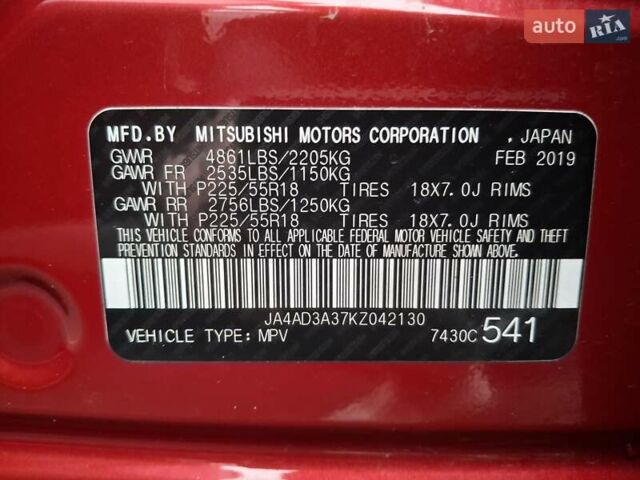 auto RIA
.com
MFD.BY MITSUBISHI MOTORS CORPORATION . JAPAN
GVWR 4861LBS/2205KG FEB 2019
GAWR FR 2535LBS/1150KG
WITH P225/55R18 TIRES 18X7.0J RIMS
GAWR RR 2756LBS/1250KG
WITH P225/55R18 TIRES 18X7.0J RIMS
THIS VEHICLE CONFORMS TO ALL APPLICABLE FEDERAL MOTOR VEHICLE SAFETY AND THEFT
PREVENTION STANDARDS IN EFFECT ON THE DATE OF MANUFACTURE SHOWN ABOVE.
JA4AD3A37KZ042130
VEHICLE TYPE: MPV 7430C 541